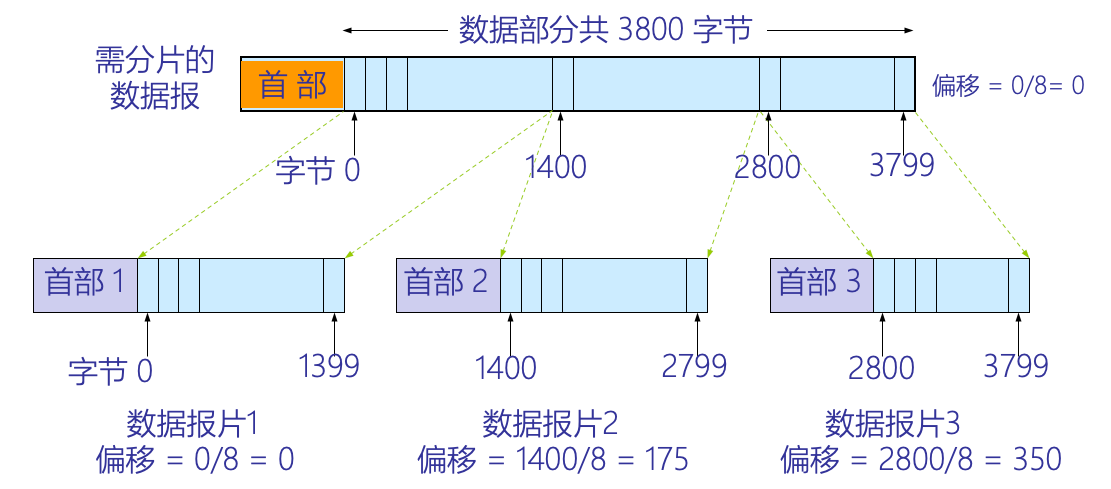 数据部分共 3800 字节
需分片的
数据报
首 部
偏移 = 0/8= 0
字节 0
1400
2800
3799
首部 1
首部 2
首部 3
字节 0
1399
1400
2799
2800
3799
数据报片1
偏移 = 0/8 = 0
数据报片2
偏移 = 1400/8 = 175
数据报片3
偏移 = 2800/8 = 350